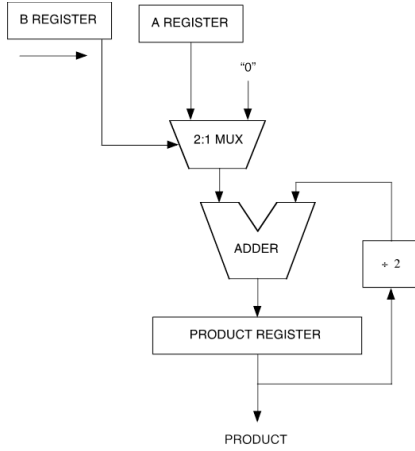 B REGISTER
A REGISTER
“0”
2:1 MUX
ADDER
÷ 2
PRODUCT REGISTER
PRODUCT